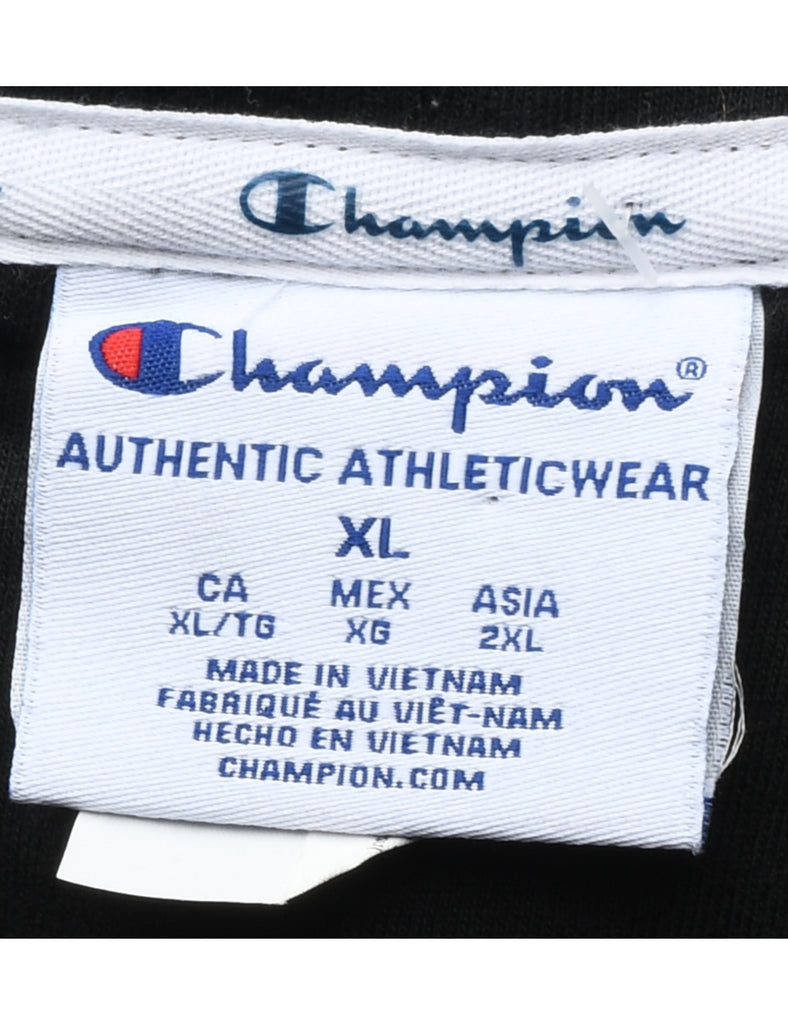 Champion
Champion®
AUTHENTIC ATHLETICWEAR
XL
CA MEX ASIA
XL/TG XG 2XL
MADE IN VIETNAM
FABRIQUÉ AU VIÊT-NAM
HECHO EN VIETNAM
CHAMPION.COM